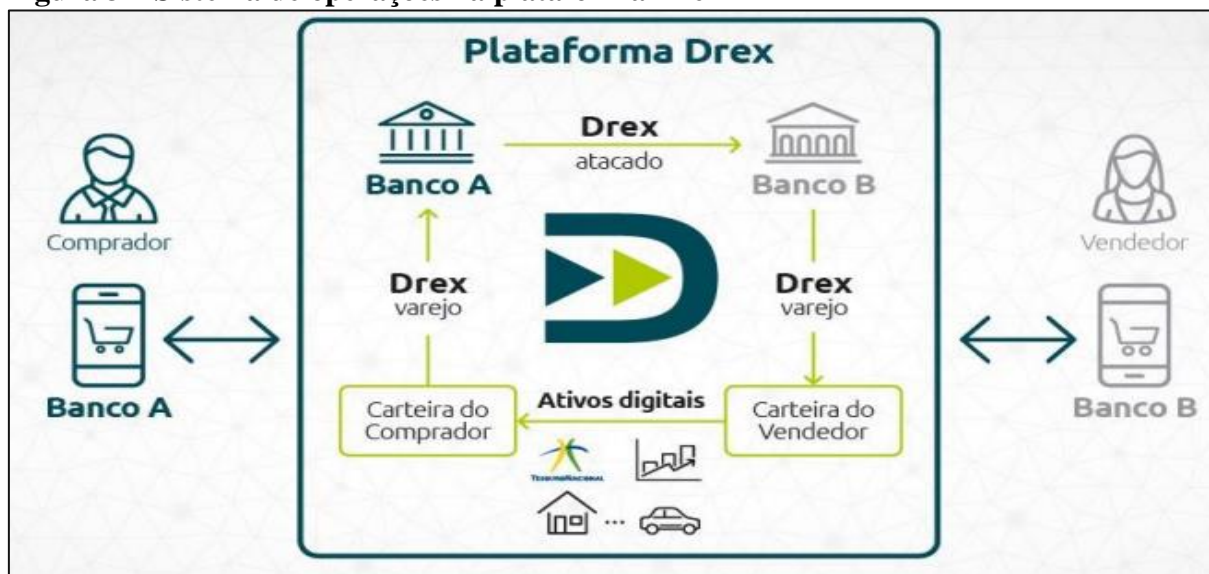 Plataforma Drex
Drex
atacado
Banco A
Banco B
Comprador
Vendedor
Drex
varejo
Drex
varejo
Banco A
Banco B
Carteira do
Comprador
Ativos digitais
Carteira do
Vendedor
TesouroNacional
...